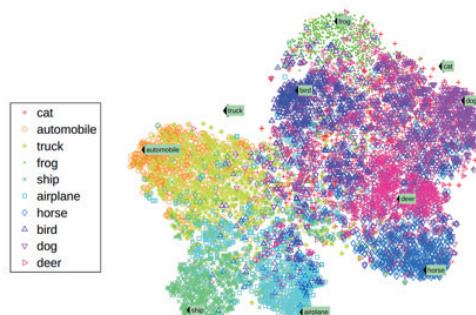 cat
automobile
truck
frog
ship
airplane
horse
bird
dog
deer
frog
cat
bird
dog
truck
automobile
deer
horse
ship
airplane